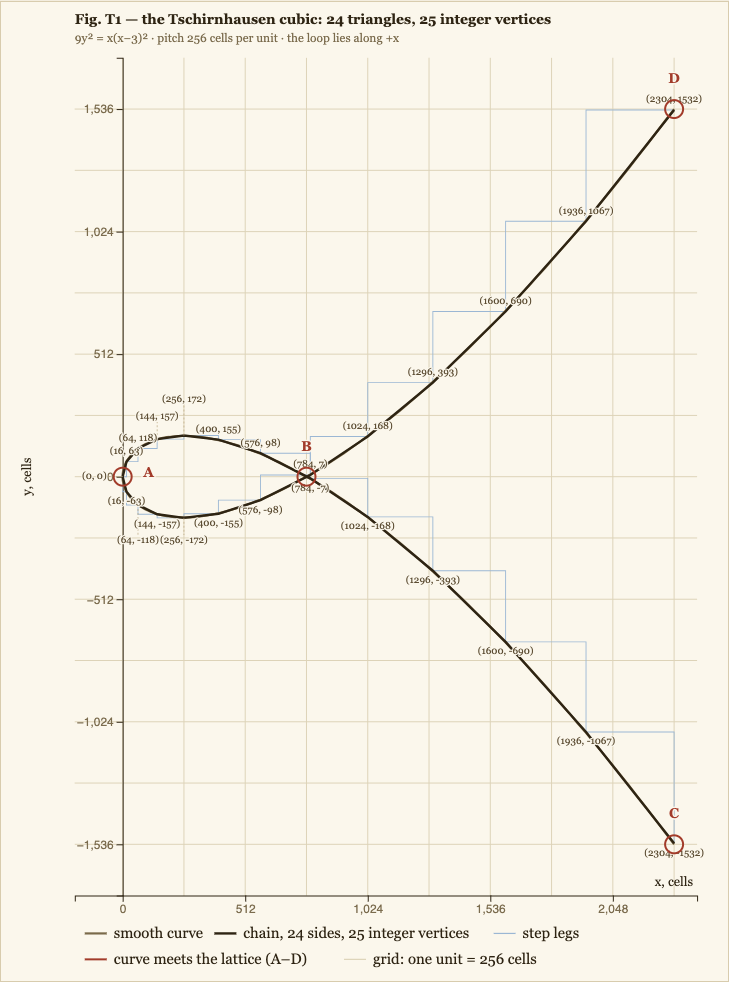 Fig. T1 — the Tschirnhausen cubic: 24 triangles, 25 integer vertices
9y² = x(x−3)² · pitch 256 cells per unit · the loop lies along +x
D
(2304, 1532)
1,536
(1936, 1067)
1,024
(1600, 690)
(1296, 393)
512
(256, 172)
(144, 157)
(1024, 168)
(400, 155)
(64, 118)
(576, 98)
B
(16, 63)
(784, 7)
A
(0, 0)
0
y, cells
(784, -7)
(16, -63)
(576, -98)
(144, -157)
(400, -155)
(1024, -168)
(64, -118)
(256, -172)
(1296, -393)
−512
(1600, -690)
−1,024
(1936, -1067)
C
−1,536
(2304, -1532)
x, cells
0
512
1,024
1,536
2,048
smooth curve
chain, 24 sides, 25 integer vertices
step legs
curve meets the lattice (A–D)
grid: one unit = 256 cells